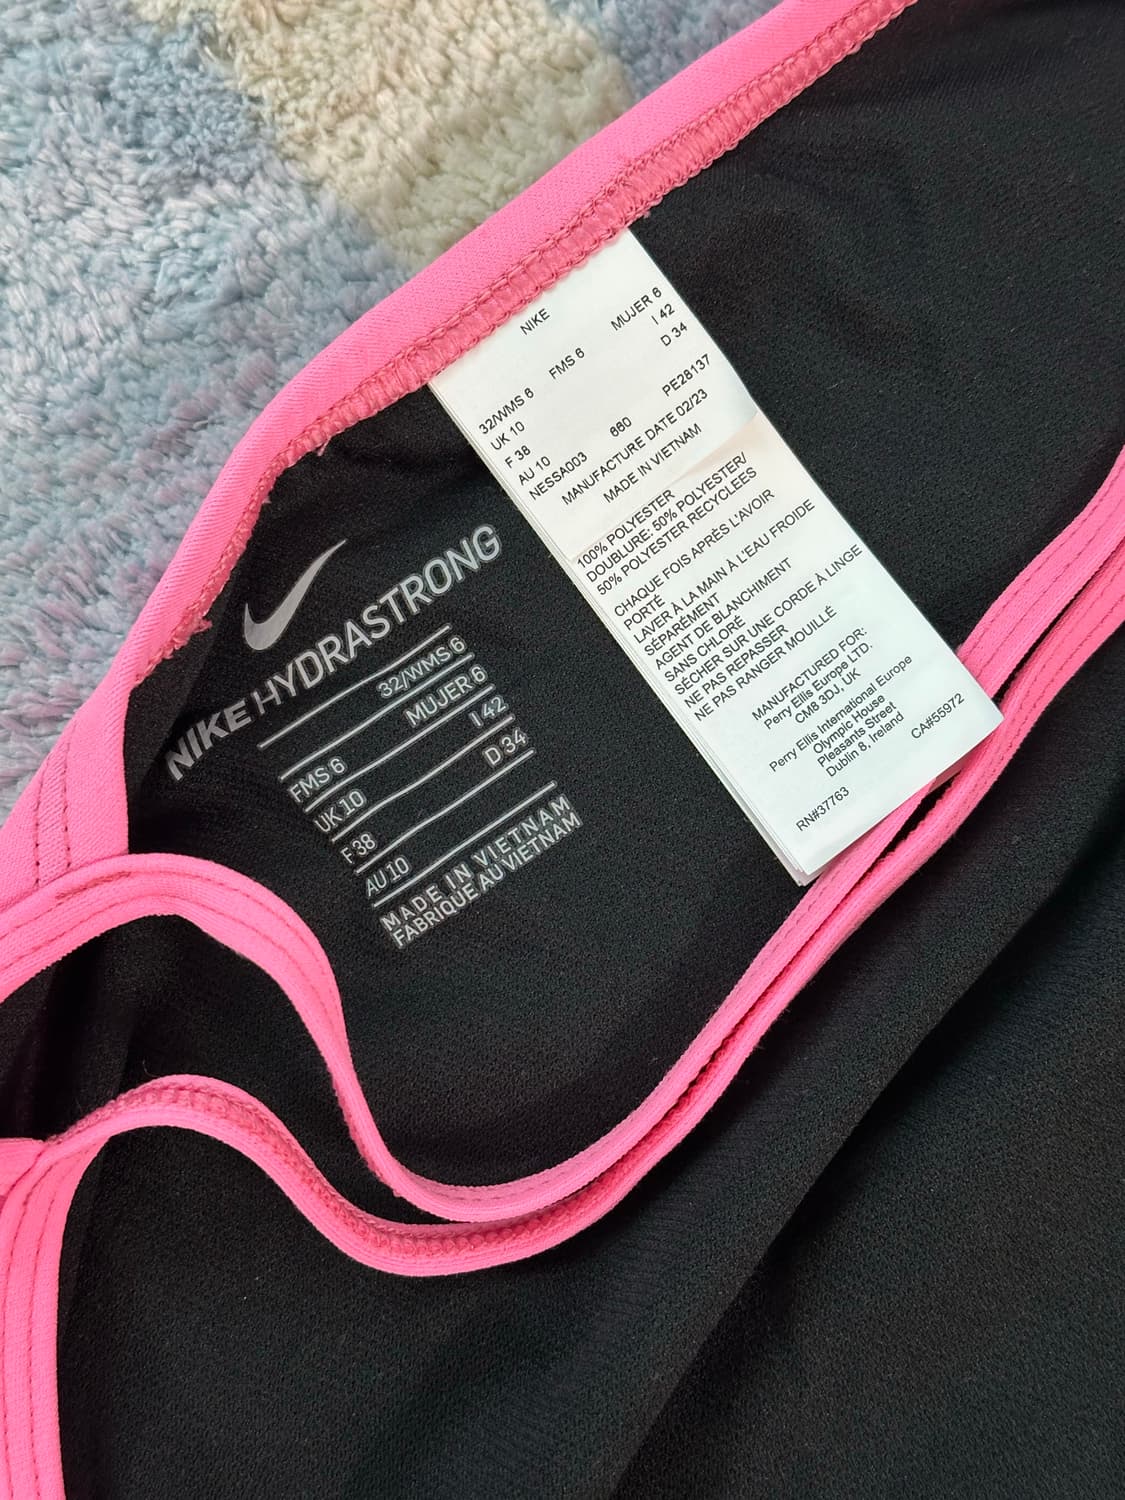 NIKE
FMS 6 MUJER 6
32/WMS 6 I 42
UK 10 D 34
F 38
AU 10 680 PE28137
NESSA003
MANUFACTURE DATE 02/23
MADE IN VIETNAM
100% POLYESTER
DOUBLURE: 50% POLYESTER/
50% POLYESTER RECYCLEES
CHAQUE FOIS APRÈS L'AVOIR
PORTÉ
LAVER À LA MAIN À L'EAU FROIDE
SÉPARÉMENT
AGENT DE BLANCHIMENT
SANS CHLORÉ
SÉCHER SUR UNE CORDE À LINGE
NE PAS REPASSER
NE PAS RANGER MOUILLÉ
MANUFACTURED FOR:
Perry Ellis Europe LTD.
CM8 3DJ, UK
Perry Ellis International Europe
Olympic House
Pleasants Street
Dublin 8, Ireland
RN#37763 CA#55972
NIKE HYDRASTRONG
32/WMS 6
FMS 6 MUJER 6
UK 10 I 42
F 38 D 34
AU 10
MADE IN VIETNAM
FABRIQUE AU VIETNAM